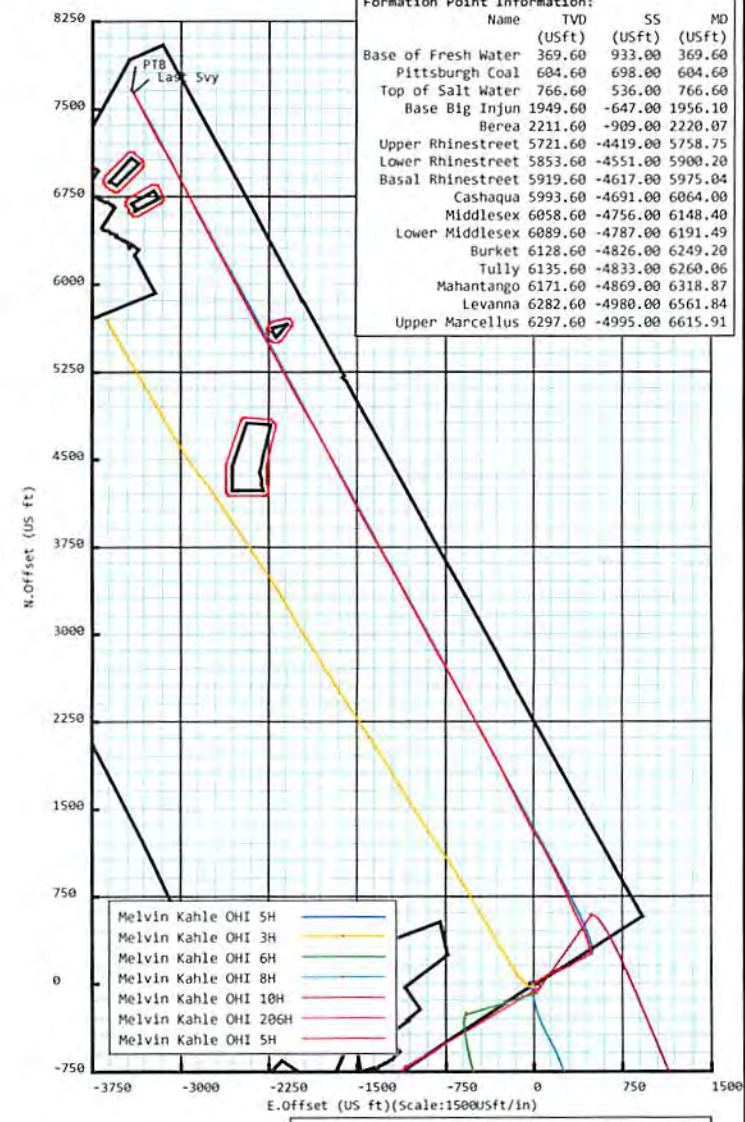 Formation Point Information:
Name TVD SS MD
(USft) (USft) (USft)
Base of Fresh Water 369.60 933.00 369.60
Pittsburgh Coal 604.60 698.00 604.60
Top of Salt Water 766.60 536.00 766.60
Base Big Injun 1949.60 -647.00 1956.10
Berea 2211.60 -909.00 2220.07
Upper Rhinestreet 5721.60 -4419.00 5758.75
Lower Rhinestreet 5853.60 -4551.00 5900.20
Basal Rhinestreet 5919.60 -4617.00 5975.04
Cashaqua 5993.60 -4691.00 6064.00
Middlesex 6058.60 -4756.00 6148.40
Lower Middlesex 6089.60 -4787.00 6191.49
Burket 6128.60 -4826.00 6249.20
Tully 6135.60 -4833.00 6260.06
Mahantango 6171.60 -4869.00 6318.87
Levanna 6282.60 -4980.00 6561.84
Upper Marcellus 6297.60 -4995.00 6615.91
8250
PTB
Last Svy
7500
6750
6000
5250
4500
3750
N.Offset (US ft)
3000
2250
1500
750
0
-750
Melvin Kahle OHI 5H
Melvin Kahle OHI 3H
Melvin Kahle OHI 6H
Melvin Kahle OHI 8H
Melvin Kahle OHI 10H
Melvin Kahle OHI 206H
Melvin Kahle OHI 5H
-3750 -3000 -2250 -1500 -750 0 750 1500
E.Offset (US ft)(Scale:1500USft/in)